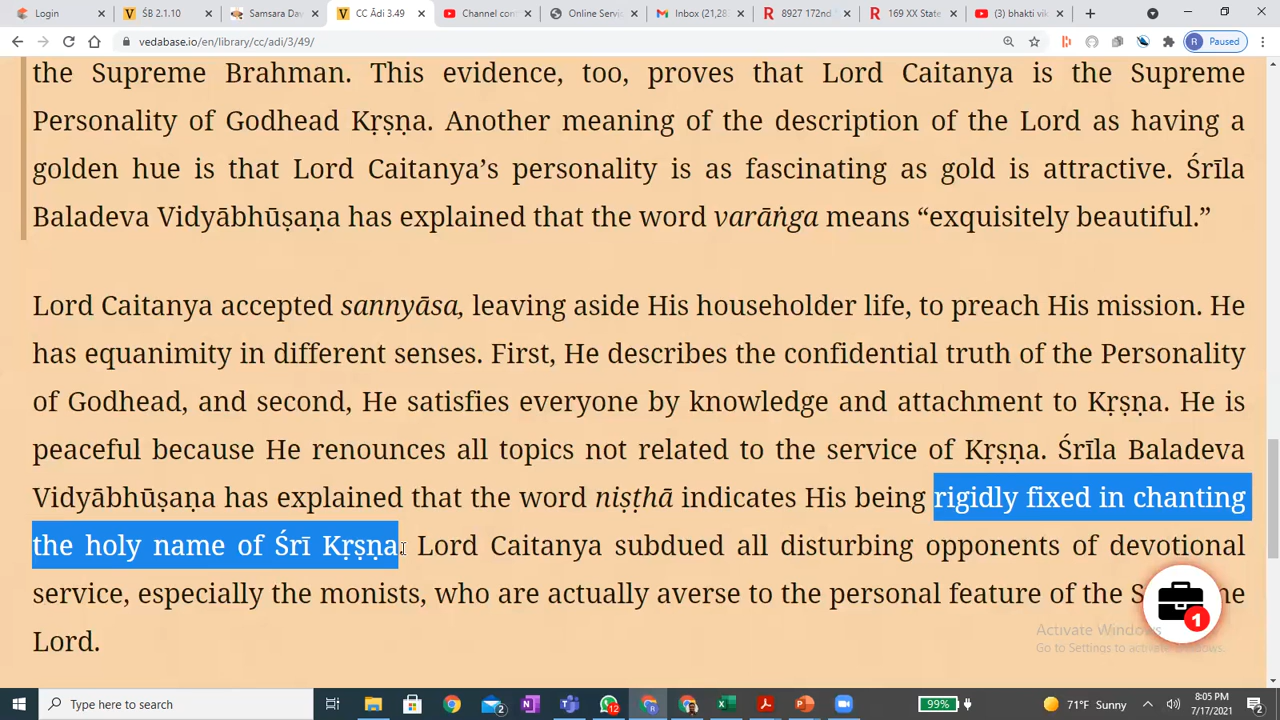 Login
ŚB 2.1.10
Samsara Da
CC Ādi 3.49
Channel con
Online Servi
Inbox (21,28
8927 172nd
169 XX State
(3) bhakti vik
vedabase.io/en/library/cc/adi/3/49/
R Paused
the Supreme Brahman. This evidence, too, proves that Lord Caitanya is the Supreme
Personality of Godhead Kṛṣṇa. Another meaning of the description of the Lord as having a
golden hue is that Lord Caitanya’s personality is as fascinating as gold is attractive. Śrīla
Baladeva Vidyābhūṣaṇa has explained that the word varāṅga means “exquisitely beautiful.”
Lord Caitanya accepted sannyāsa, leaving aside His householder life, to preach His mission. He
has equanimity in different senses. First, He describes the confidential truth of the Personality
of Godhead, and second, He satisfies everyone by knowledge and attachment to Kṛṣṇa. He is
peaceful because He renounces all topics not related to the service of Kṛṣṇa. Śrīla Baladeva
Vidyābhūṣaṇa has explained that the word niṣṭhā indicates His being rigidly fixed in chanting
the holy name of Śrī Kṛṣṇa. Lord Caitanya subdued all disturbing opponents of devotional
service, especially the monists, who are actually averse to the personal feature of the S me
Lord.
1
Activate Windows
Go to Settings to activate Windows.
Type here to search
2
12
99%
71°F Sunny
8:05 PM
7/17/2021
2